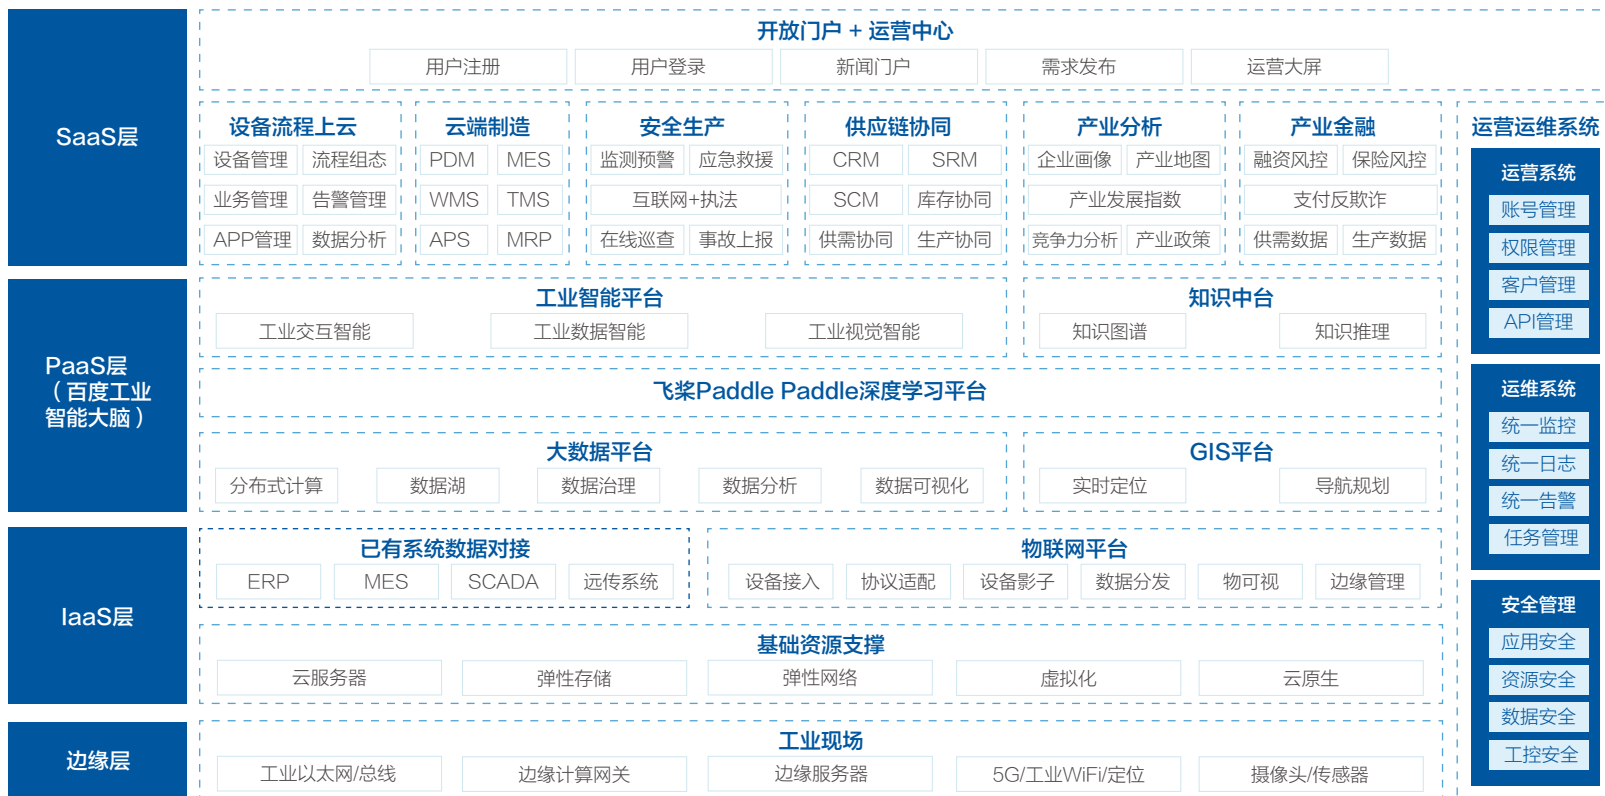 SaaS层
开放门户 + 运营中心
用户注册 用户登录 新闻门户 需求发布 运营大屏
设备流程上云
设备管理 流程组态
业务管理 告警管理
APP管理 数据分析
云端制造
PDM MES
WMS TMS
APS MRP
安全生产
监测预警 应急救援
互联网+执法
在线巡查 事故上报
供应链协同
CRM SRM
SCM 库存协同
供需协同 生产协同
产业分析
企业画像 产业地图
产业发展指数
竞争力分析 产业政策
产业金融
融资风控 保险风控
支付反欺诈
供需数据 生产数据
PaaS层
（百度工业
智能大脑）
工业智能平台
工业交互智能 工业数据智能 工业视觉智能
知识中台
知识图谱 知识推理
飞桨Paddle Paddle深度学习平台
大数据平台
分布式计算 数据湖 数据治理 数据分析 数据可视化
GIS平台
实时定位 导航规划
IaaS层
已有系统数据对接
ERP MES SCADA 远传系统
物联网平台
设备接入 协议适配 设备影子 数据分发 物可视 边缘管理
基础资源支撑
云服务器 弹性存储 弹性网络 虚拟化 云原生
边缘层
工业现场
工业以太网/总线 边缘计算网关 边缘服务器 5G/工业WiFi/定位 摄像头/传感器
运营运维系统
运营系统
账号管理
权限管理
客户管理
API管理
运维系统
统一监控
统一日志
统一告警
任务管理
安全管理
应用安全
资源安全
数据安全
工控安全